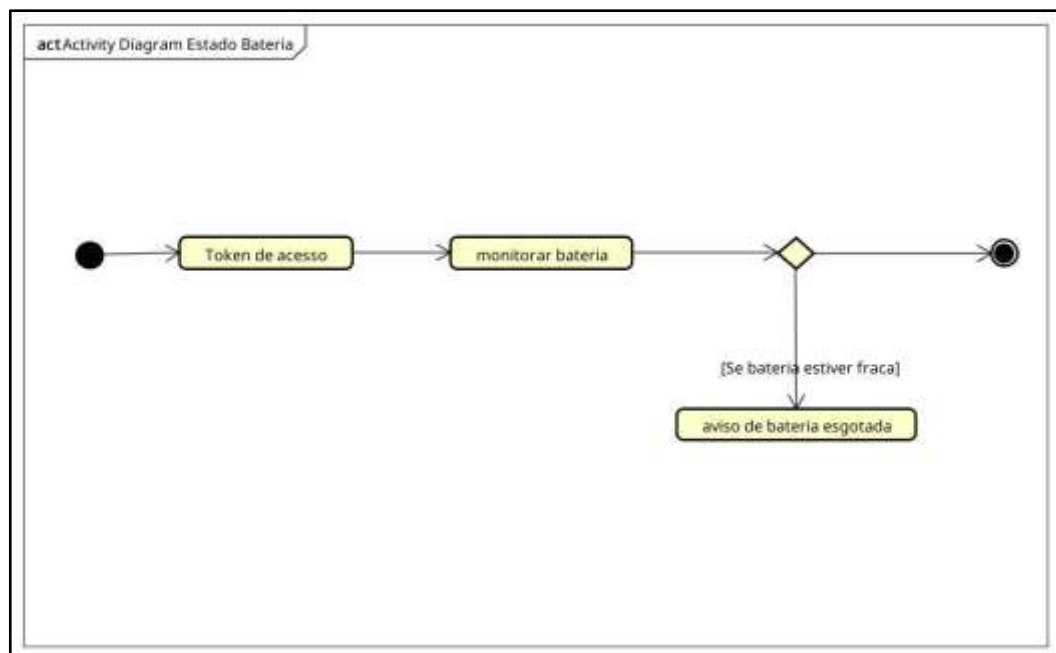 act Activity Diagram Estado Bateria
Token de acesso
monitorar bateria
[Se bateria estiver fraca]
aviso de bateria esgotada